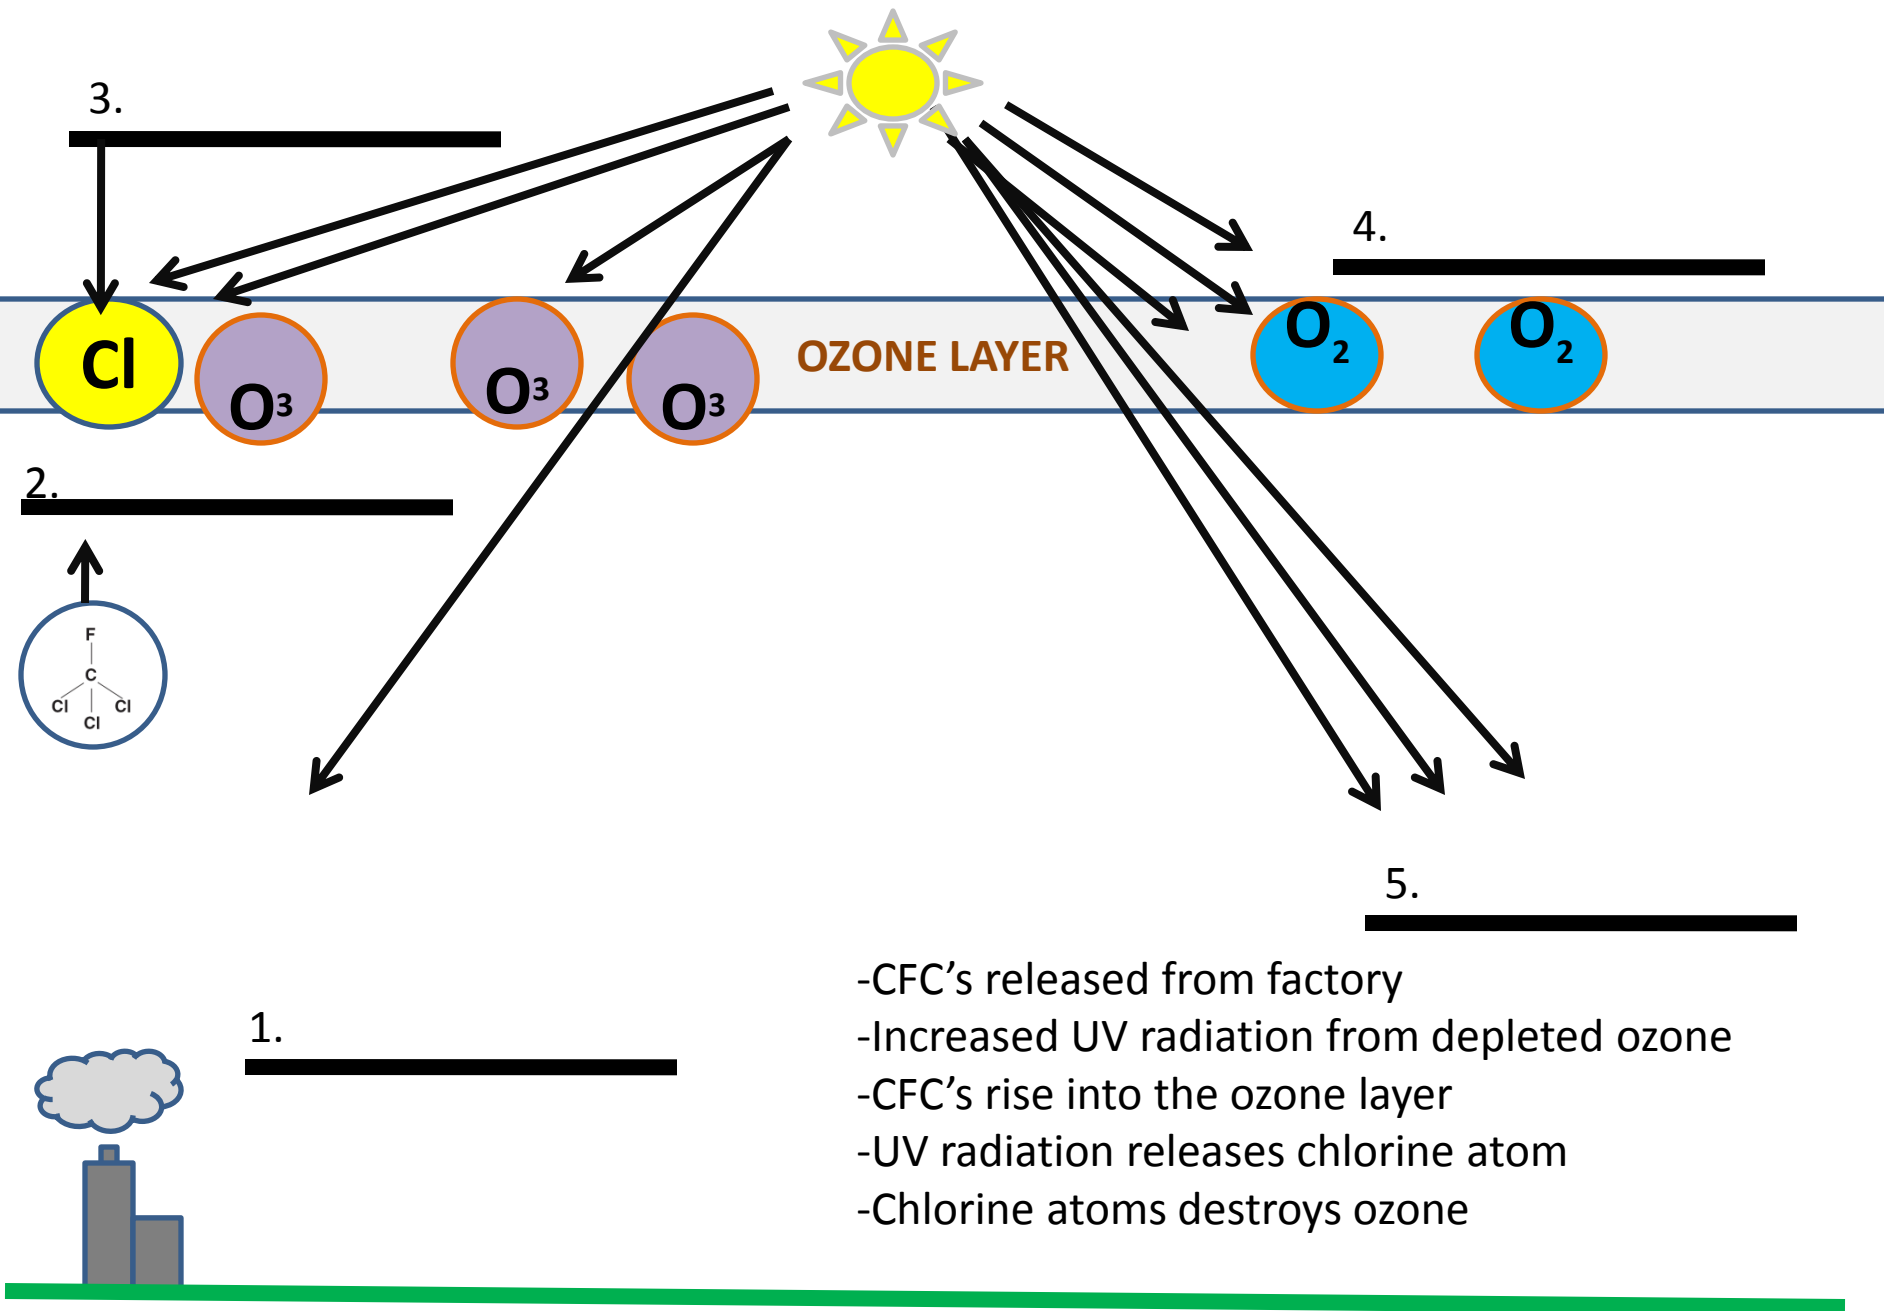 3.
4.
Cl
O3
O3
O3
OZONE LAYER
O2
O2
2.
F
C
Cl
Cl
Cl
5.
-CFC’s released from factory
-Increased UV radiation from depleted ozone
-CFC’s rise into the ozone layer
-UV radiation releases chlorine atom
-Chlorine atoms destroys ozone
1.